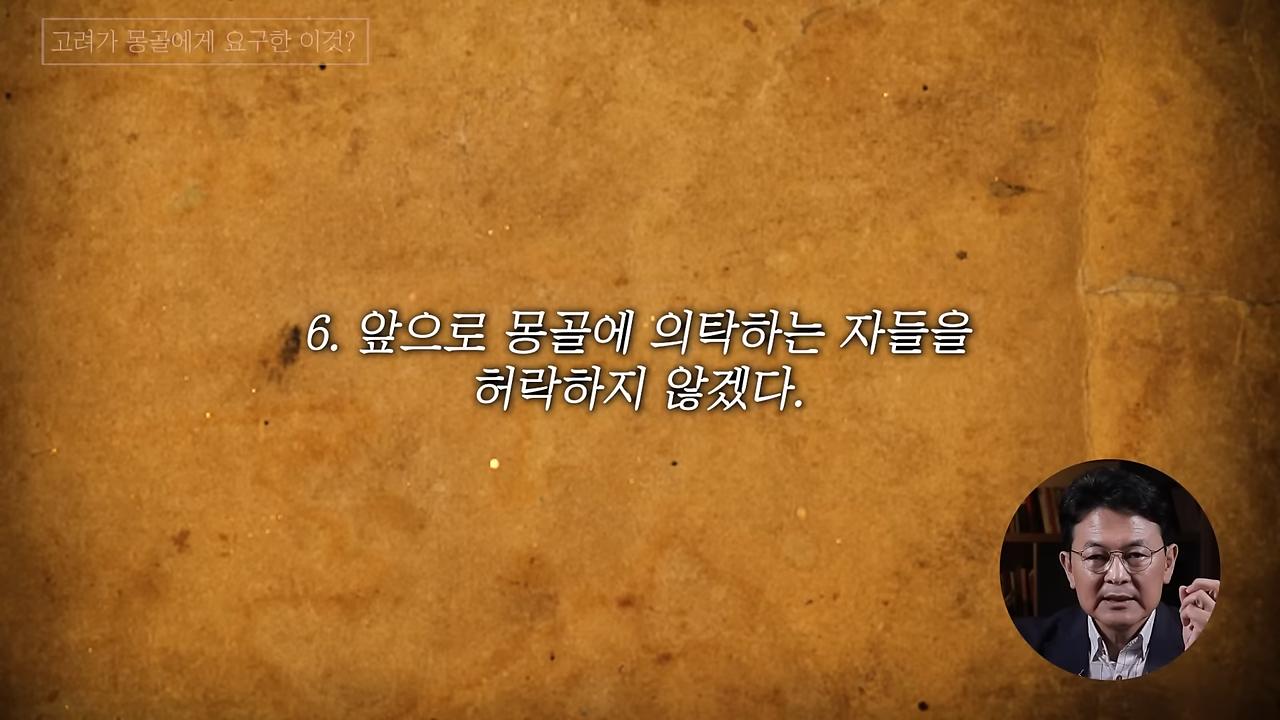 고려가 몽골에게 요구한 이것?
6. 앞으로 몽골에 의탁하는 자들을
허락하지 않겠다.